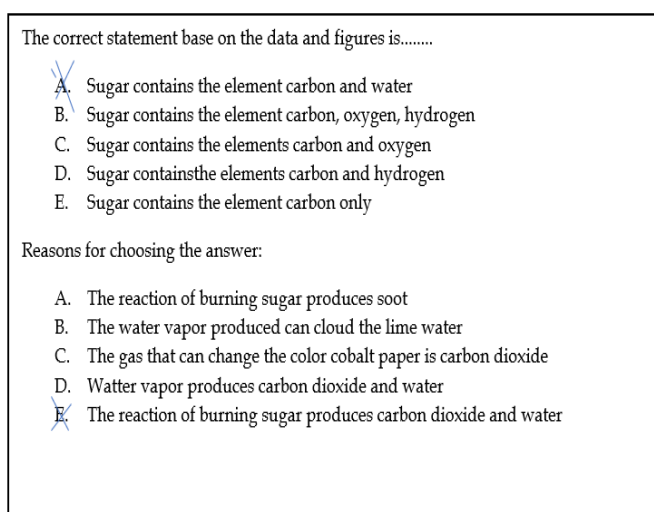 The correct statement base on the data and figures is........
A. Sugar contains the element carbon and water
B. Sugar contains the element carbon, oxygen, hydrogen
C. Sugar contains the elements carbon and oxygen
D. Sugar containsthe elements carbon and hydrogen
E. Sugar contains the element carbon only
Reasons for choosing the answer:
A. The reaction of burning sugar produces soot
B. The water vapor produced can cloud the lime water
C. The gas that can change the color cobalt paper is carbon dioxide
D. Watter vapor produces carbon dioxide and water
E. The reaction of burning sugar produces carbon dioxide and water